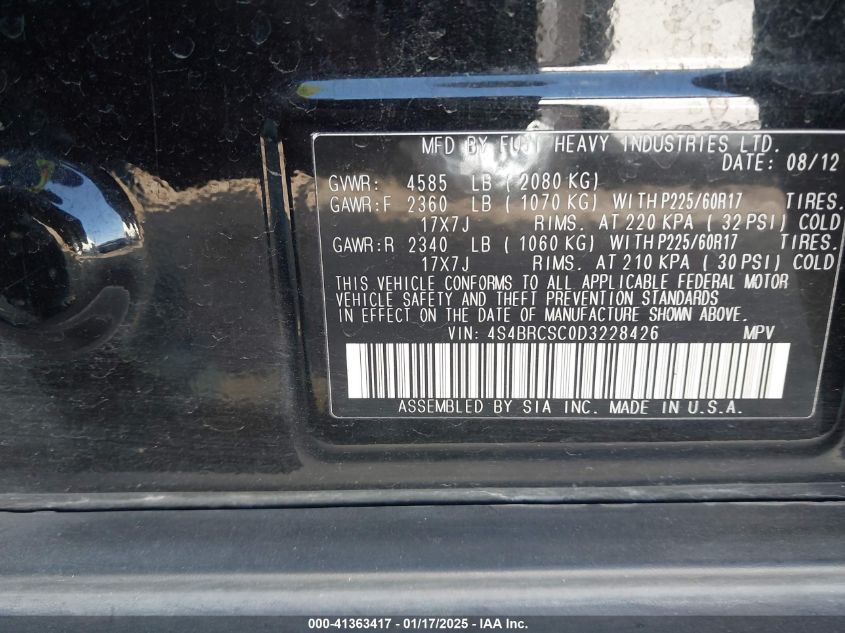 MFD BY FUJI HEAVY INDUSTRIES LTD.
DATE: 08/12
GVWR: 4585 LB ( 2080 KG)
GAWR:F 2360 LB ( 1070 KG) WITH P225/60R17 TIRES.
17X7J RIMS. AT 220 KPA ( 32 PSI) COLD
GAWR:R 2340 LB ( 1060 KG) WITH P225/60R17 TIRES.
17X7J RIMS. AT 210 KPA ( 30 PSI) COLD
THIS VEHICLE CONFORMS TO ALL APPLICABLE FEDERAL MOTOR
VEHICLE SAFETY AND THEFT PREVENTION STANDARDS
IN EFFECT ON THE DATE OF MANUFACTURE SHOWN ABOVE.
VIN: 4S4BRCSC0D3228426 MPV
ASSEMBLED BY SIA INC. MADE IN U.S.A.
000-41363417 - 01/17/2025 - IAA Inc.